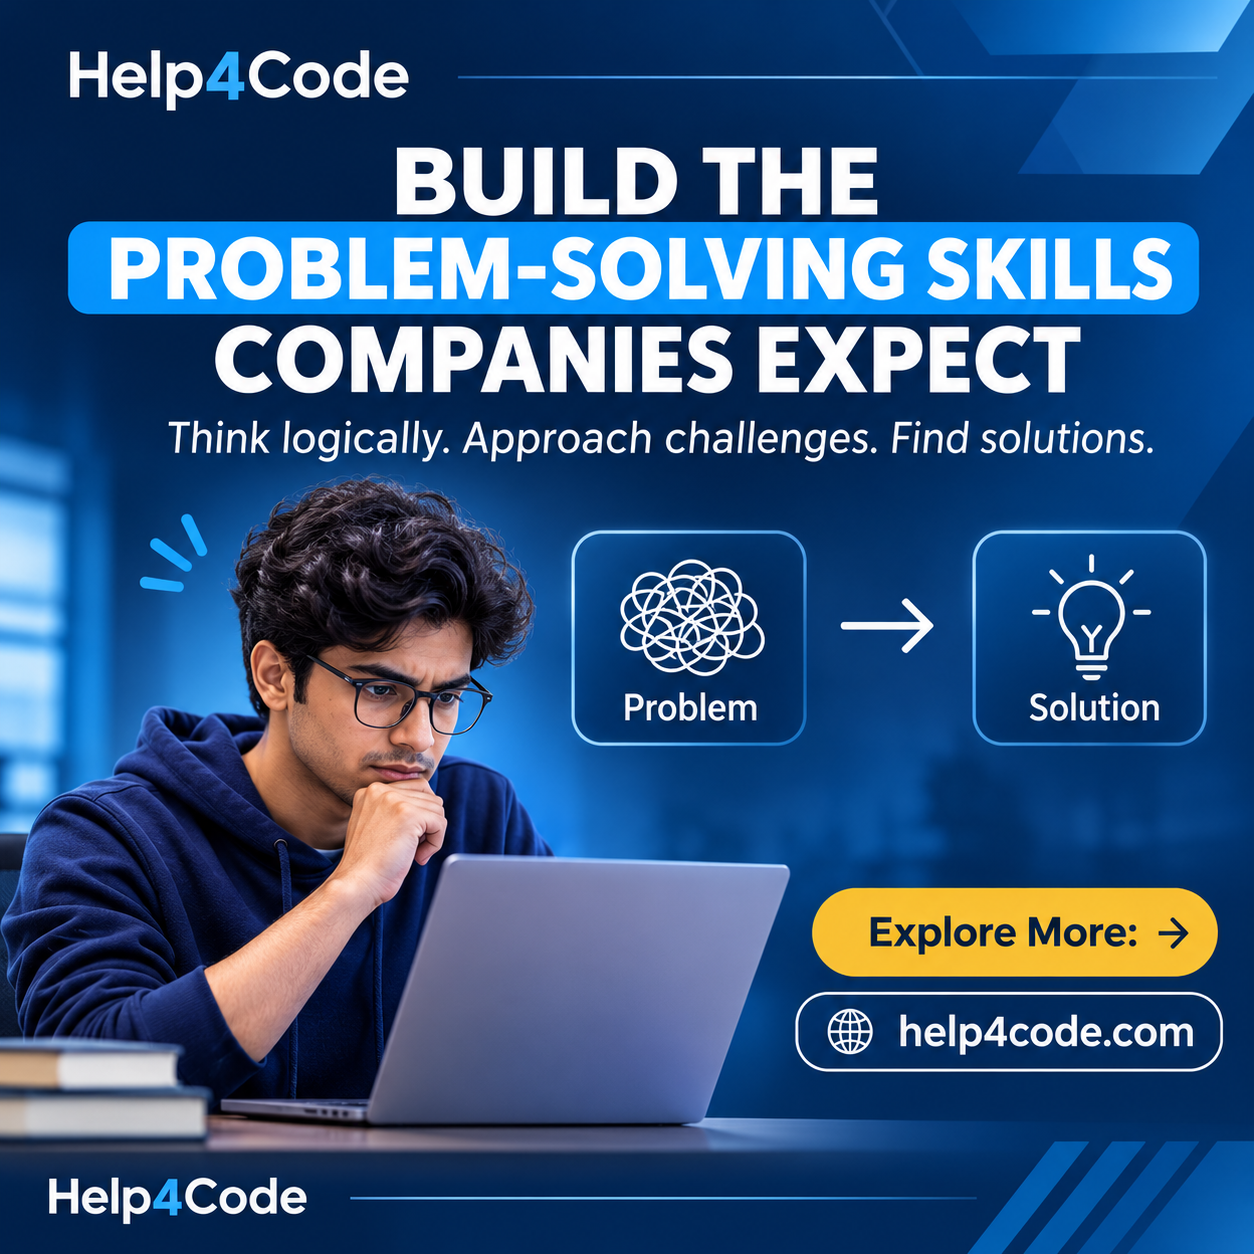 Help4Code
BUILD THE
PROBLEM-SOLVING SKILLS
COMPANIES EXPECT
Think logically. Approach challenges. Find solutions.
Problem
Solution
Explore More:
help4code.com
Help4Code